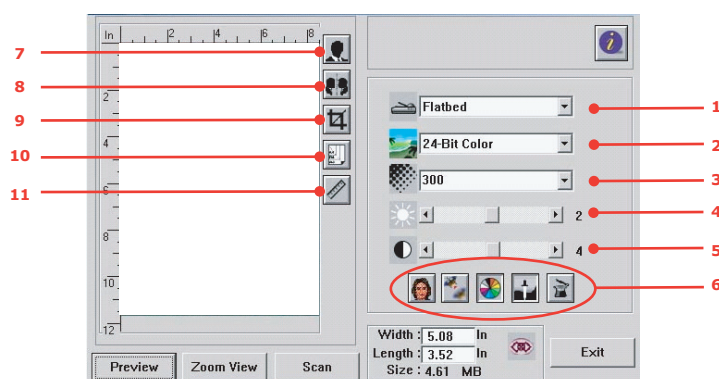 In 2 4 6 8
2
4
6
8
10
12
7
8
9
10
11
Flatbed
24-Bit Color
300
2
4
1
2
3
4
5
6
Width : 5.08 In
Length : 3.52 In
Size : 4.61 MB
Preview Zoom View Scan
Exit